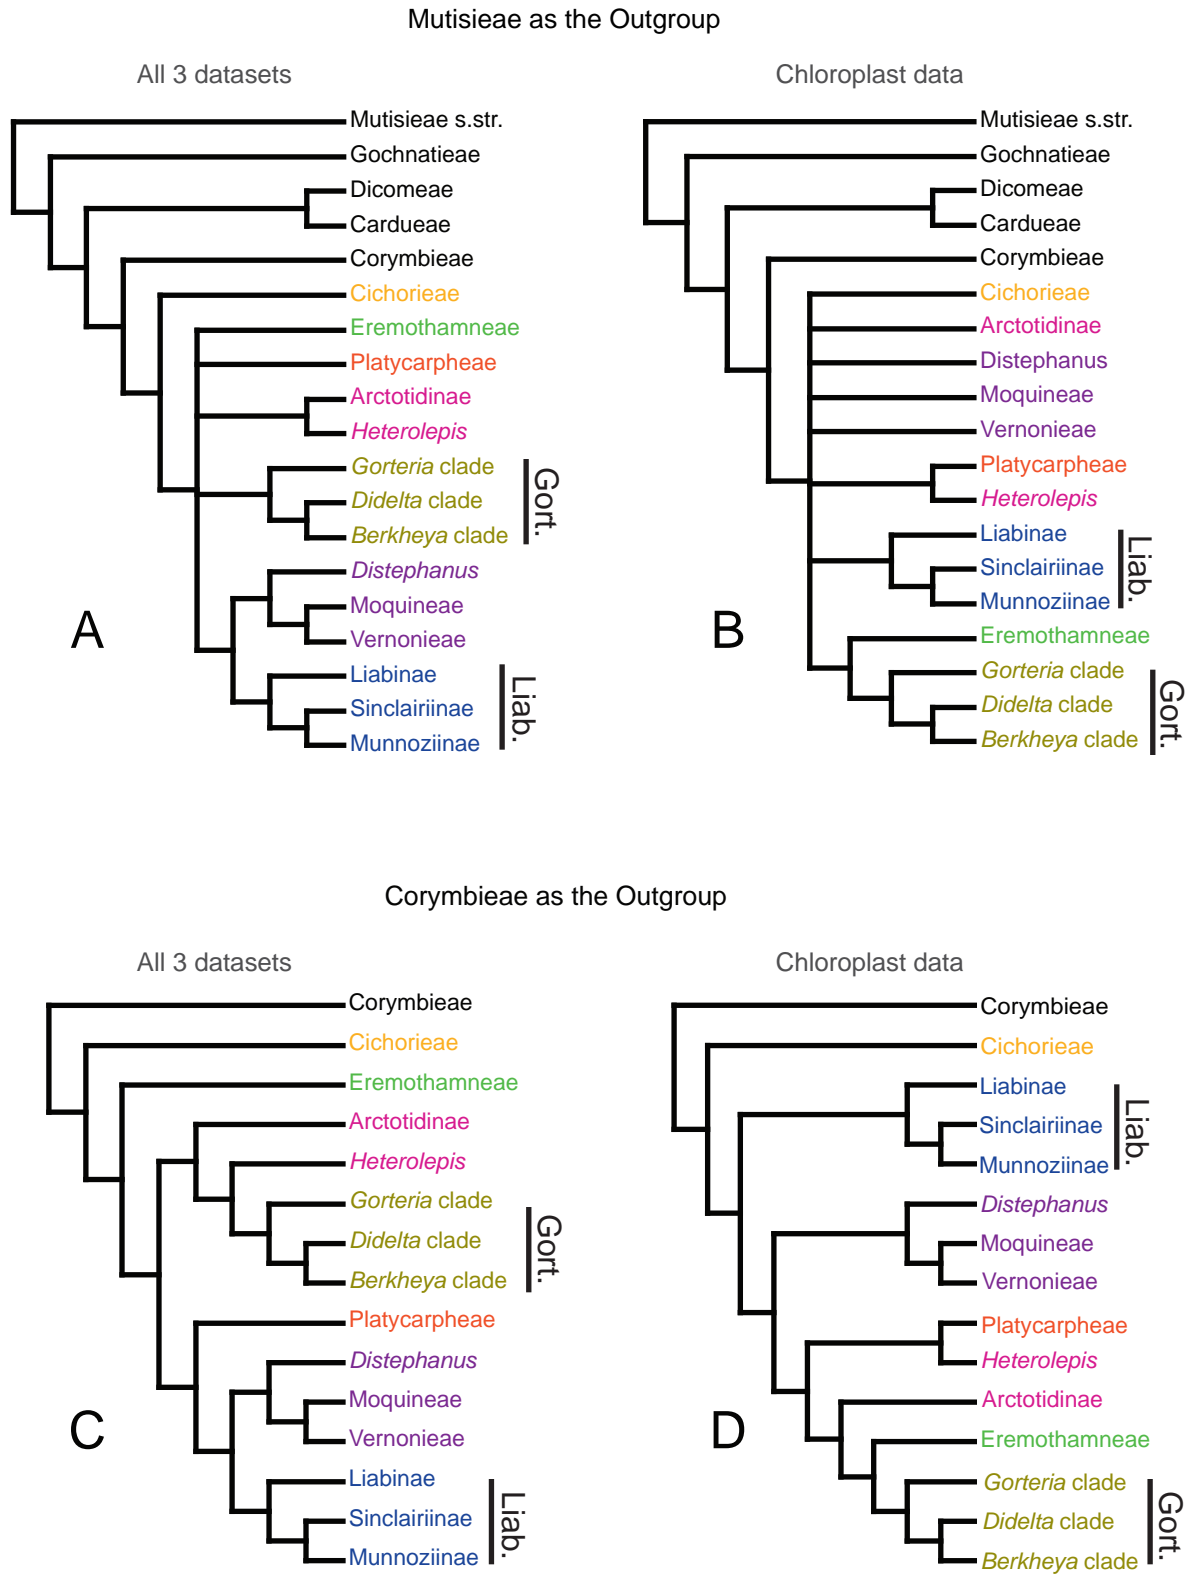 Mutisieae as the Outgroup
All 3 datasets
Mutisieae s.str.
Gochnatieae
Dicomeae
Cardueae
Corymbieae
Cichorieae
Eremothamneae
Platycarpheae
Arctotidinae
Heterolepis
Gorteria clade
Didelta clade
Berkheya clade
Gort.
Distephanus
Moquineae
Vernonieae
Liabinae
Sinclairiinae
Munnoziinae
Liab.
A
Chloroplast data
Mutisieae s.str.
Gochnatieae
Dicomeae
Cardueae
Corymbieae
Cichorieae
Arctotidinae
Distephanus
Moquineae
Vernonieae
Platycarpheae
Heterolepis
Liabinae
Sinclairiinae
Munnoziinae
Liab.
Eremothamneae
Gorteria clade
Didelta clade
Berkheya clade
Gort.
B
Corymbieae as the Outgroup
All 3 datasets
Corymbieae
Cichorieae
Eremothamneae
Arctotidinae
Heterolepis
Gorteria clade
Didelta clade
Berkheya clade
Gort.
Platycarpheae
Distephanus
Moquineae
Vernonieae
Liabinae
Sinclairiinae
Munnoziinae
Liab.
C
Chloroplast data
Corymbieae
Cichorieae
Liabinae
Sinclairiinae
Munnoziinae
Liab.
Distephanus
Moquineae
Vernonieae
Platycarpheae
Heterolepis
Arctotidinae
Eremothamneae
Gorteria clade
Didelta clade
Berkheya clade
Gort.
D